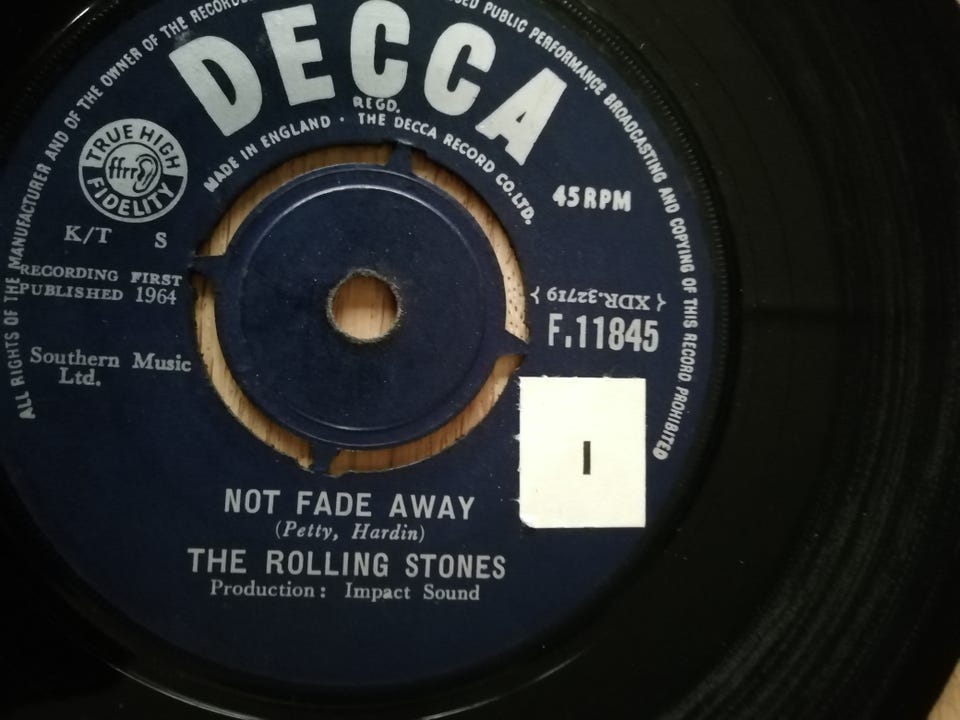 ALL RIGHTS OF THE MANUFACTURER AND OF THE OWNER OF THE RECORDED
PUBLIC PERFORMANCE BROADCASTING AND COPYING OF THIS RECORD PROHIBITED
DECCA
REGD.
MADE IN ENGLAND · THE DECCA RECORD CO. LTD.
TRUE HIGH
ffrr
FIDELITY
45 RPM
K/T S
RECORDING FIRST
PUBLISHED 1964
{ XDR.32719 }
F.11845
Southern Music
Ltd.
I
NOT FADE AWAY
(Petty, Hardin)
THE ROLLING STONES
Production: Impact Sound